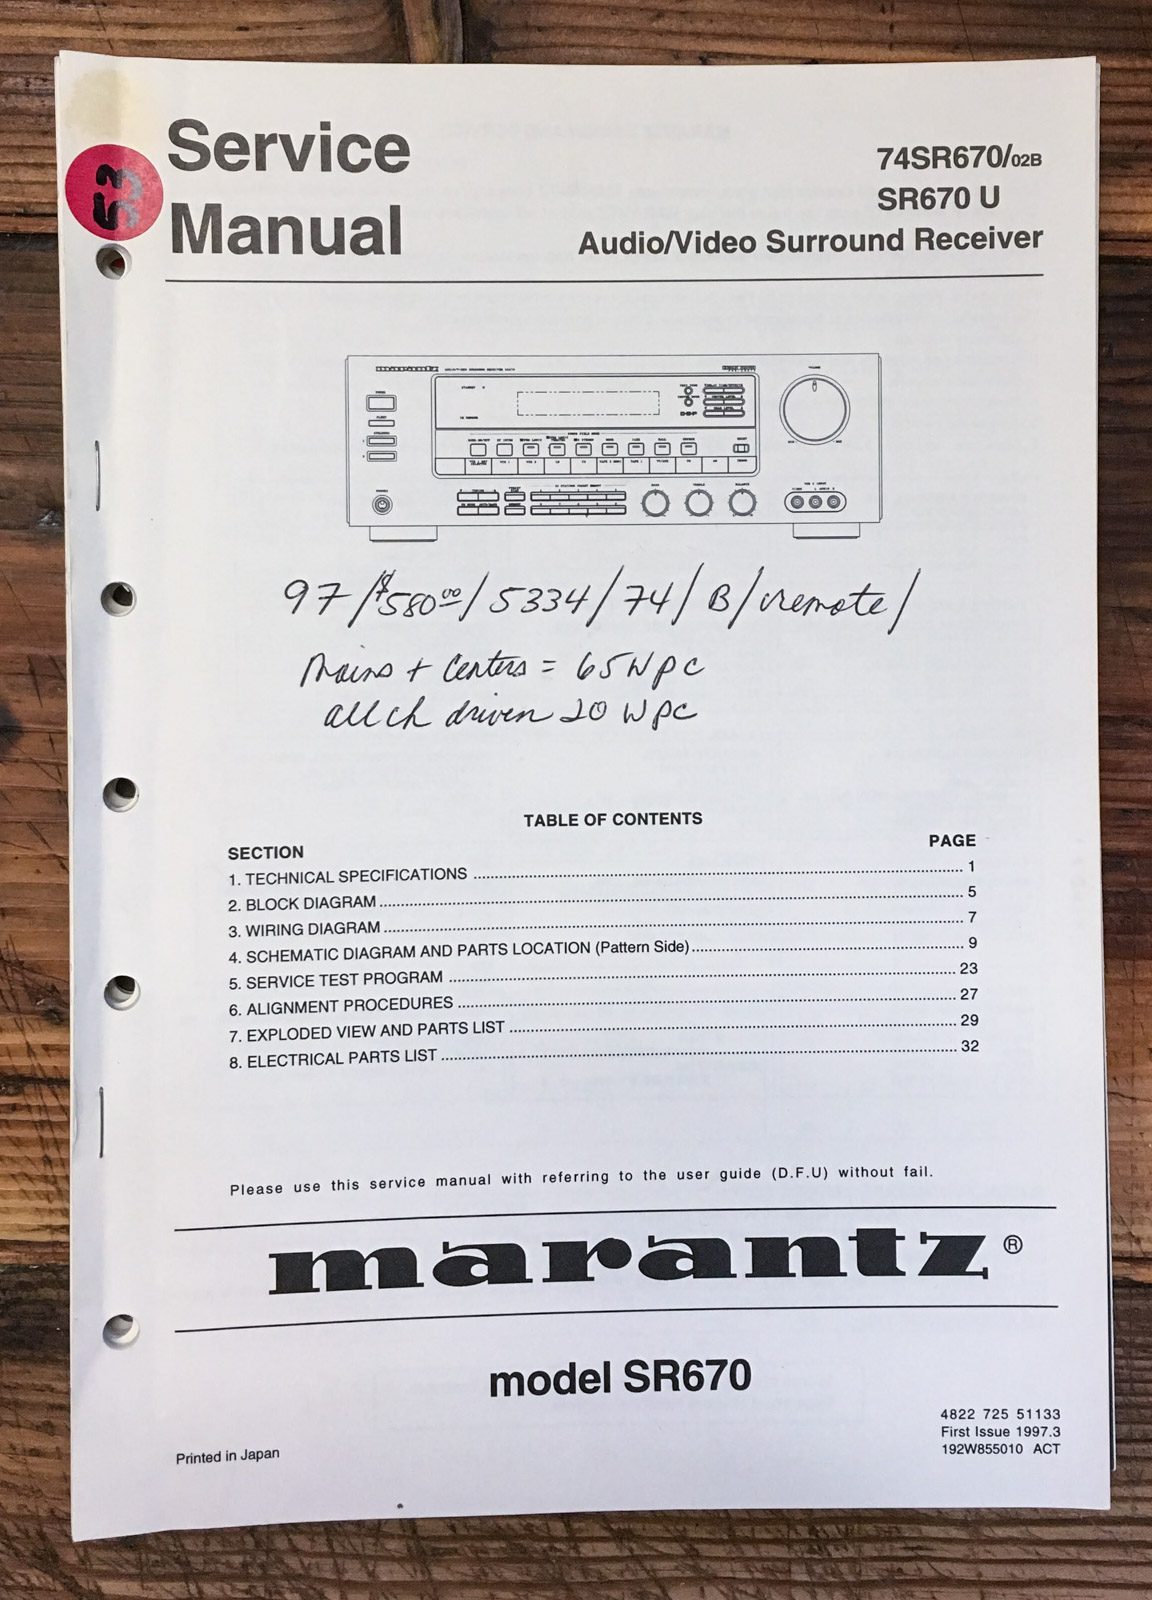 53
Service
Manual
74SR670/02B
SR670 U
Audio/Video Surround Receiver
marantz
97/$580.00/5334/74/B/remote/
Mains + Centers = 65 W p c
all ch driven 20 W p c
TABLE OF CONTENTS
SECTION PAGE
1. TECHNICAL SPECIFICATIONS 1
2. BLOCK DIAGRAM 5
3. WIRING DIAGRAM 7
4. SCHEMATIC DIAGRAM AND PARTS LOCATION (Pattern Side) 9
5. SERVICE TEST PROGRAM 23
6. ALIGNMENT PROCEDURES 27
7. EXPLODED VIEW AND PARTS LIST 29
8. ELECTRICAL PARTS LIST 32
Please use this service manual with referring to the user guide (D.F.U) without fail.
marantz ®
model SR670
4822 725 51133
First Issue 1997.3
192W855010 ACT
Printed in Japan